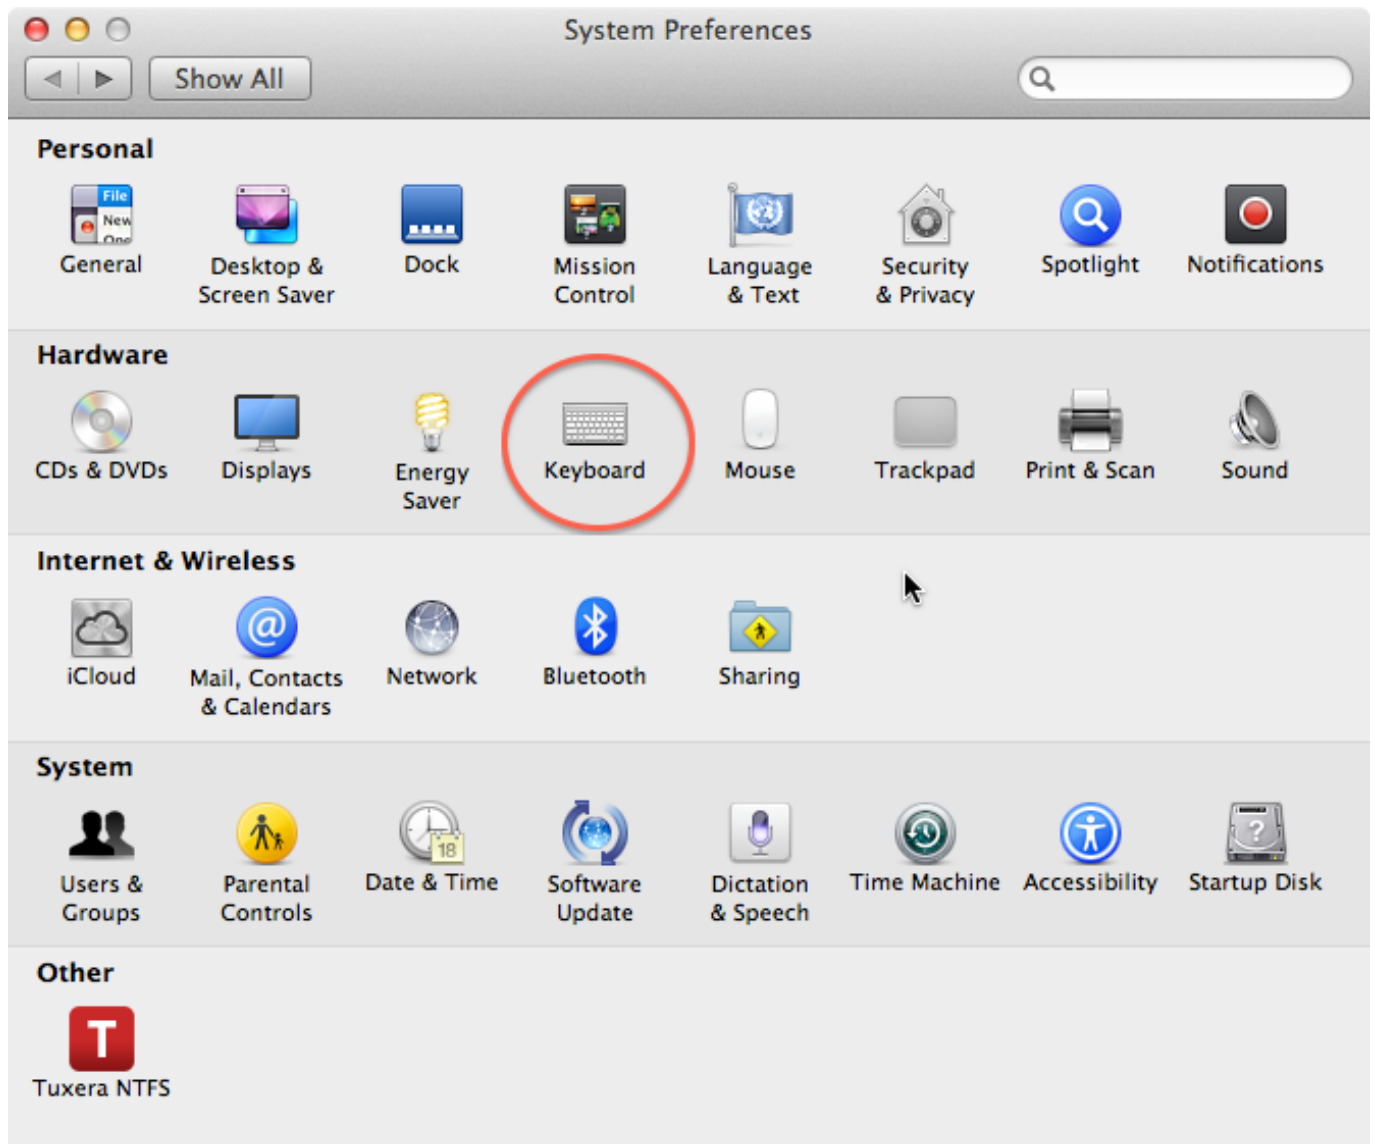 System Preferences
Show All
Personal
File
New
One
General
Desktop &
Screen Saver
Dock
Mission
Control
Language
& Text
Security
& Privacy
Spotlight
Notifications
Hardware
CDs & DVDs
Displays
Energy
Saver
Keyboard
Mouse
Trackpad
Print & Scan
Sound
Internet & Wireless
iCloud
@
Mail, Contacts
& Calendars
Network
Bluetooth
Sharing
System
Users &
Groups
Parental
Controls
18
Date & Time
Software
Update
Dictation
& Speech
Time Machine
Accessibility
?
Startup Disk
Other
T
Tuxera NTFS